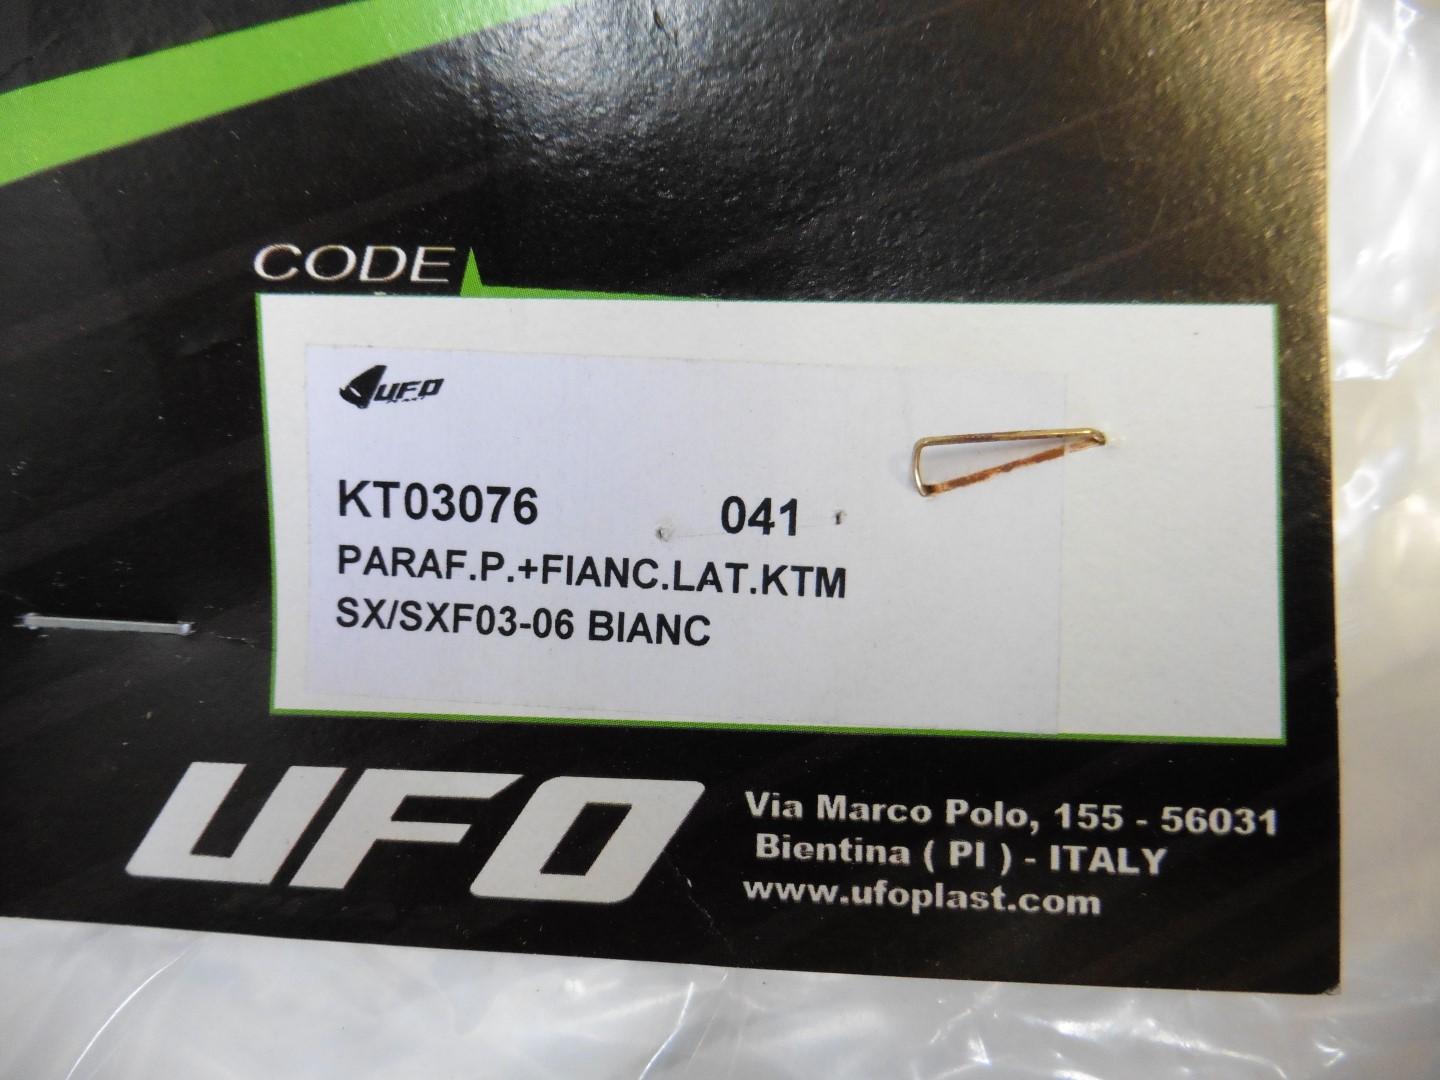 CODE
UFO
KT03076 041
PARAF.P.+FIANC.LAT.KTM
SX/SXF03-06 BIANC
UFO
Via Marco Polo, 155 - 56031
Bientina ( PI ) - ITALY
www.ufoplast.com